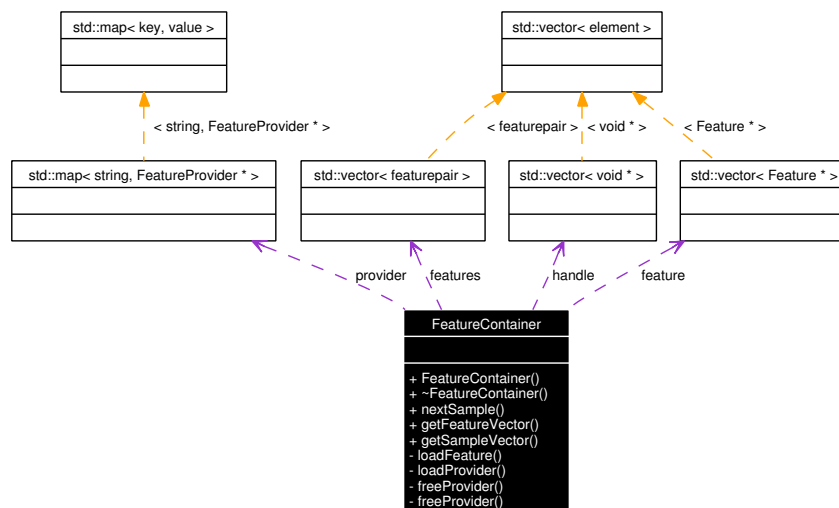 std::map< key, value >
std::vector< element >
< string, FeatureProvider * >
< featurepair >
< void * >
< Feature * >
std::map< string, FeatureProvider * >
std::vector< featurepair >
std::vector< void * >
std::vector< Feature * >
provider
features
handle
feature
FeatureContainer
+ FeatureContainer()
+ ~FeatureContainer()
+ nextSample()
+ getFeatureVector()
+ getSampleVector()
- loadFeature()
- loadProvider()
- freeProvider()
- freeProvider()